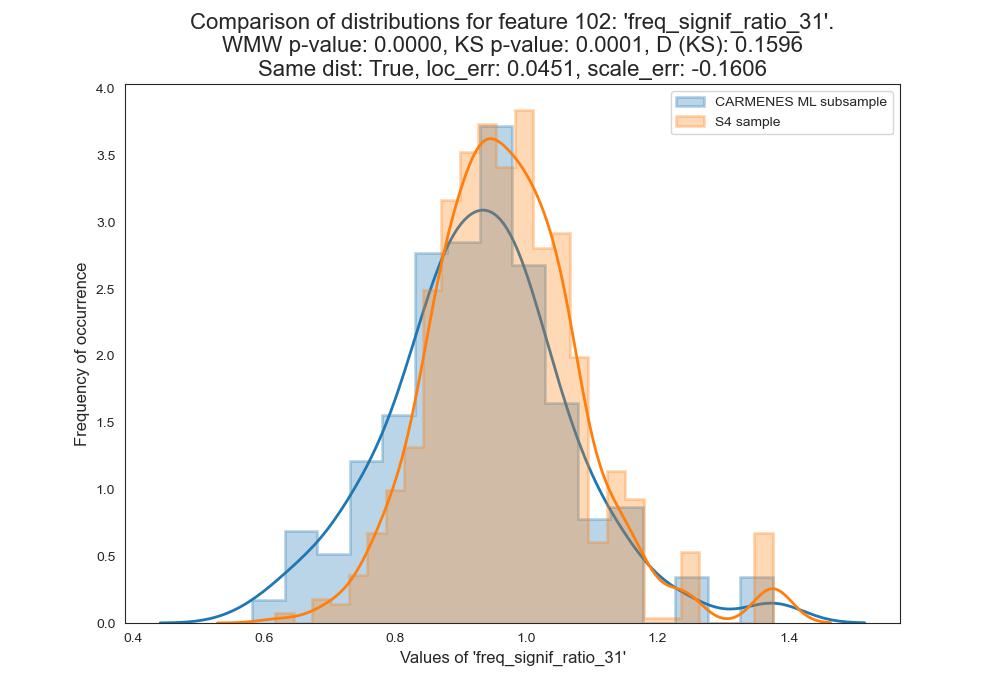 Comparison of distributions for feature 102: 'freq_signif_ratio_31'.
WMW p-value: 0.0000, KS p-value: 0.0001, D (KS): 0.1596
Same dist: True, loc_err: 0.0451, scale_err: -0.1606
CARMENES ML subsample
S4 sample
Frequency of occurrence
4.0
3.5
3.0
2.5
2.0
1.5
1.0
0.5
0.0
0.4 0.6 0.8 1.0 1.2 1.4
Values of 'freq_signif_ratio_31'